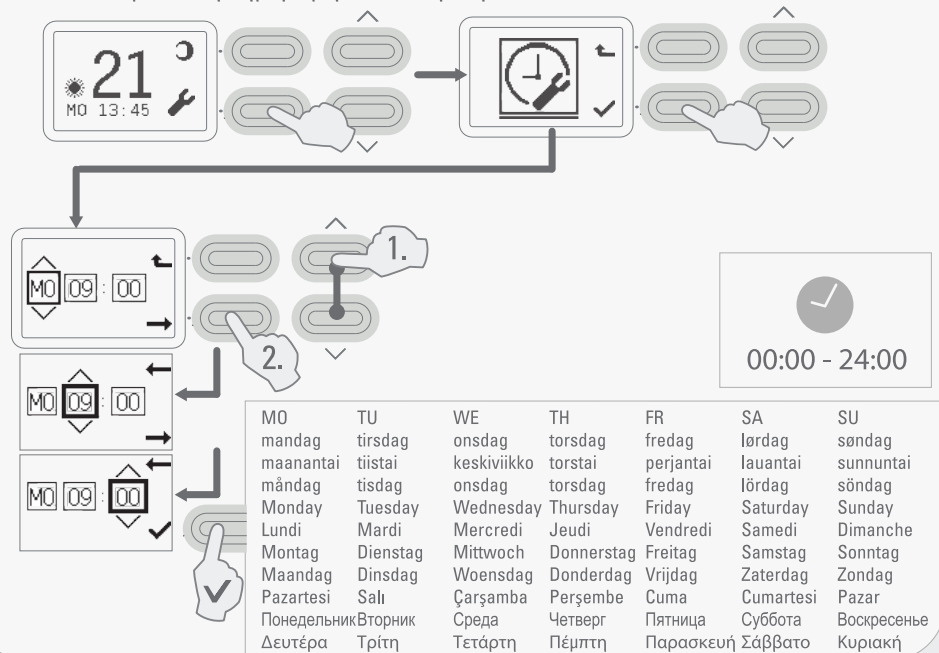 21
MO 13:45
1.
MO 09 : 00
2.
00:00 - 24:00
MO 09 : 00
MO 09 : 00
MO TU WE TH FR SA SU
mandag tirsdag onsdag torsdag fredag lørdag søndag
maanantai tiistai keskiviikko torstai perjantai lauantai sunnuntai
måndag tisdag onsdag torsdag fredag lördag söndag
Monday Tuesday Wednesday Thursday Friday Saturday Sunday
Lundi Mardi Mercredi Jeudi Vendredi Samedi Dimanche
Montag Dienstag Mittwoch Donnerstag Freitag Samstag Sonntag
Maandag Dinsdag Woensdag Donderdag Vrijdag Zaterdag Zondag
Pazartesi Salı Çarşamba Perşembe Cuma Cumartesi Pazar
Понедельник Вторник Среда Четверг Пятница Суббота Воскресенье
Δευτέρα Τρίτη Τετάρτη Πέμπτη Παρασκευή Σάββατο Κυριακή